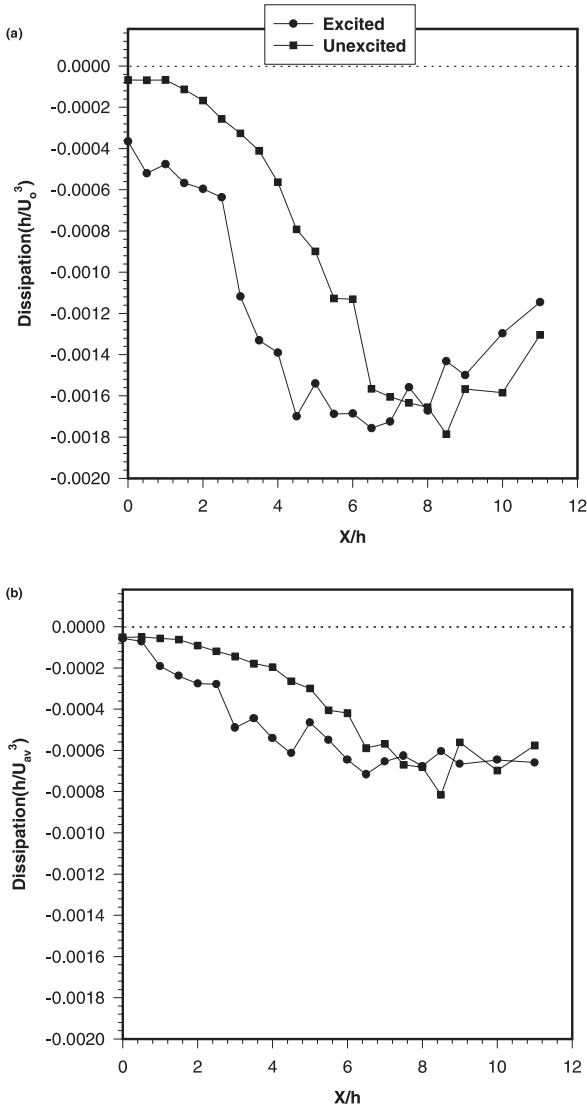 (a)
Excited
Unexcited
0.0000
-0.0002
-0.0004
-0.0006
-0.0008
-0.0010
-0.0012
-0.0014
-0.0016
-0.0018
-0.0020
Dissipation(h/U_o^3)
0 2 4 6 8 10 12
X/h
(b)
0.0000
-0.0002
-0.0004
-0.0006
-0.0008
-0.0010
-0.0012
-0.0014
-0.0016
-0.0018
-0.0020
Dissipation(h/U_av^3)
0 2 4 6 8 10 12
X/h